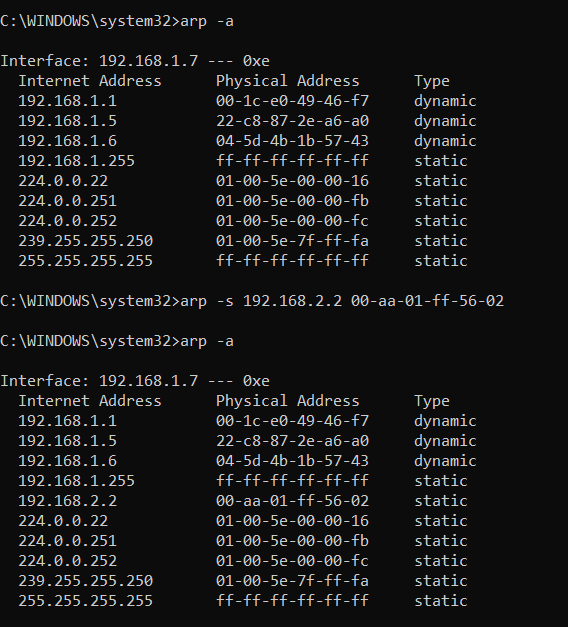 C:\WINDOWS\system32>arp -a
Interface: 192.168.1.7 --- 0xe
Internet Address Physical Address Type
192.168.1.1 00-1c-e0-49-46-f7 dynamic
192.168.1.5 22-c8-87-2e-a6-a0 dynamic
192.168.1.6 04-5d-4b-1b-57-43 dynamic
192.168.1.255 ff-ff-ff-ff-ff-ff static
224.0.0.22 01-00-5e-00-00-16 static
224.0.0.251 01-00-5e-00-00-fb static
224.0.0.252 01-00-5e-00-00-fc static
239.255.255.250 01-00-5e-7f-ff-fa static
255.255.255.255 ff-ff-ff-ff-ff-ff static
C:\WINDOWS\system32>arp -s 192.168.2.2 00-aa-01-ff-56-02
C:\WINDOWS\system32>arp -a
Interface: 192.168.1.7 --- 0xe
Internet Address Physical Address Type
192.168.1.1 00-1c-e0-49-46-f7 dynamic
192.168.1.5 22-c8-87-2e-a6-a0 dynamic
192.168.1.6 04-5d-4b-1b-57-43 dynamic
192.168.1.255 ff-ff-ff-ff-ff-ff static
192.168.2.2 00-aa-01-ff-56-02 static
224.0.0.22 01-00-5e-00-00-16 static
224.0.0.251 01-00-5e-00-00-fb static
224.0.0.252 01-00-5e-00-00-fc static
239.255.255.250 01-00-5e-7f-ff-fa static
255.255.255.255 ff-ff-ff-ff-ff-ff static